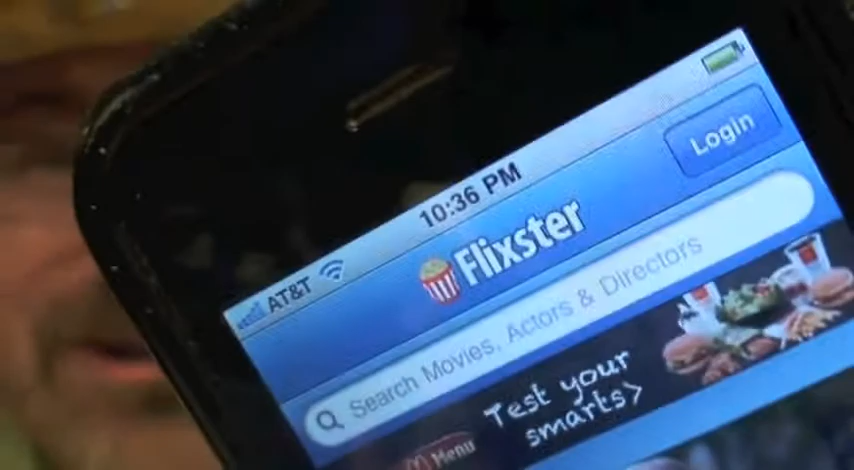 AT&T 10:36 PM
Flixster Login
Search Movies, Actors & Directors
Test your
smarts>
Menu